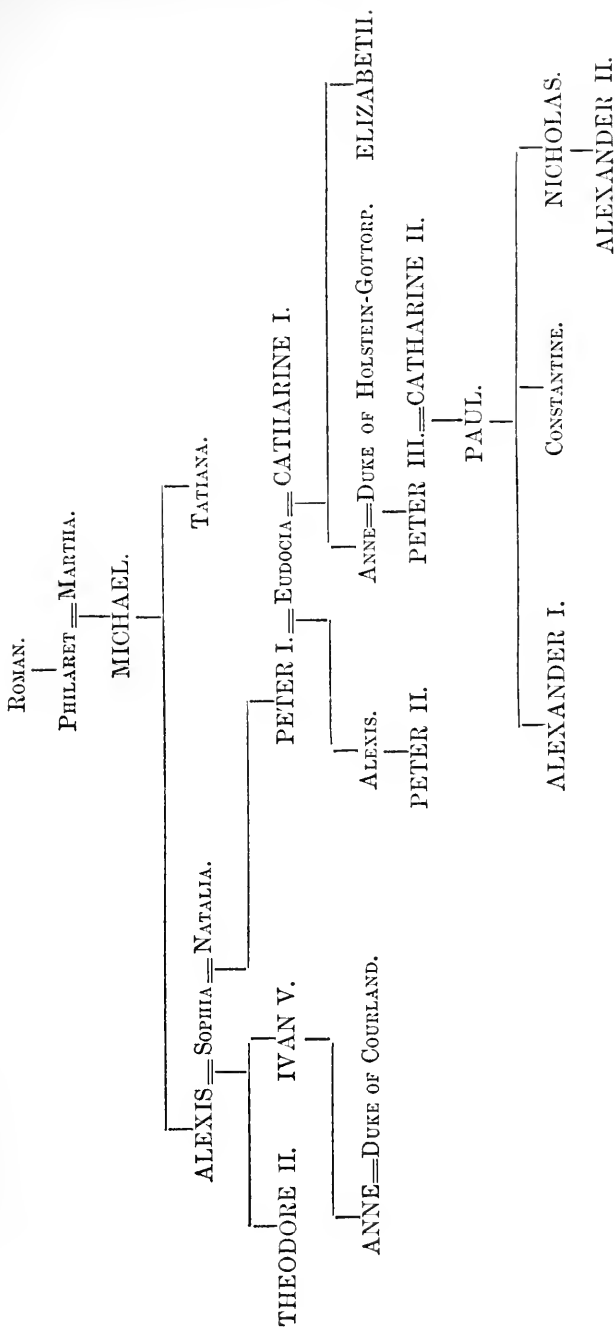 ROMAN.
PHILARET=MARTHA.
MICHAEL.
TATIANA.
ALEXIS=SOPHIA=NATALIA.
PETER I.=EUDOCIA=CATHARINE I.
THEODORE II. IVAN V.
ALEXIS. ANNE=DUKE OF HOLSTEIN-GOTTORP. ELIZABETH.
ANNE=DUKE OF COURLAND.
PETER II. PETER III.=CATHARINE II.
PAUL.
ALEXANDER I. CONSTANTINE. NICHOLAS.
ALEXANDER II.